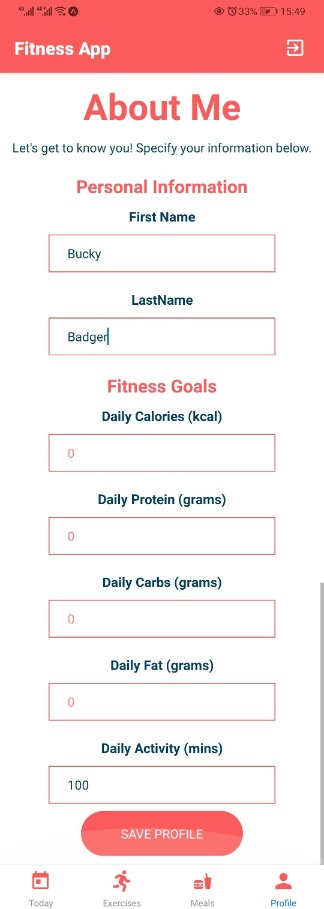 33% 15:49
Fitness App
About Me
Let's get to know you! Specify your information below.
Personal Information
First Name
Bucky
LastName
Badger
Fitness Goals
Daily Calories (kcal)
0
Daily Protein (grams)
0
Daily Carbs (grams)
0
Daily Fat (grams)
0
Daily Activity (mins)
100
SAVE PROFILE
Today Exercises Meals Profile